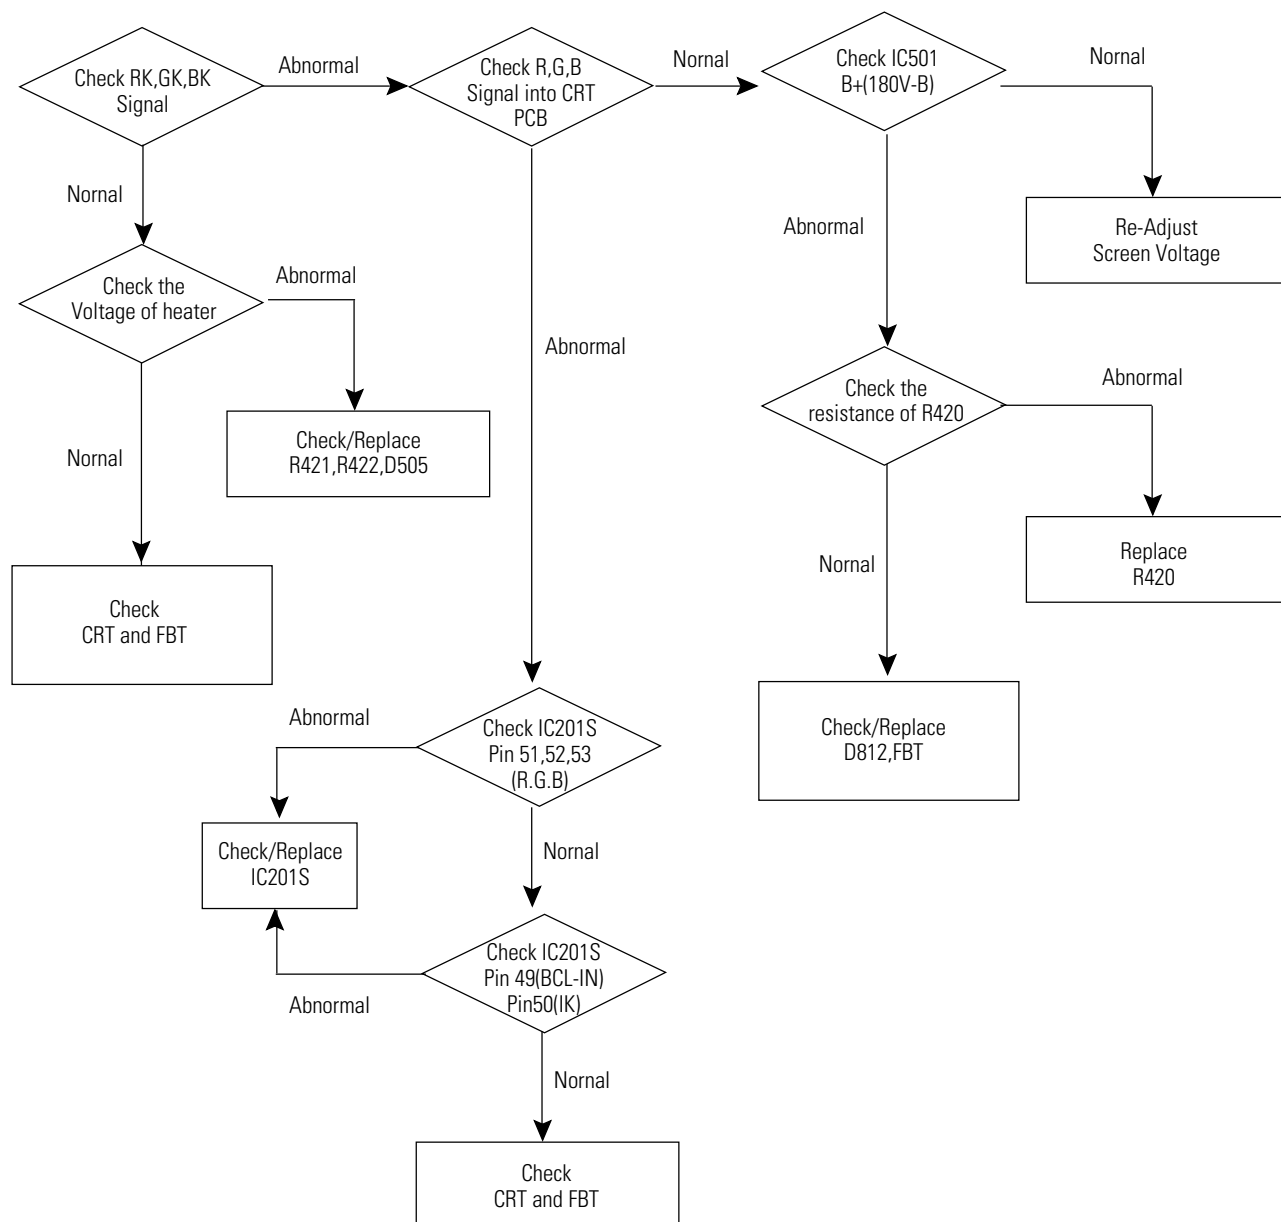 Check RK,GK,BK
Signal
Abnormal
Check R,G,B
Signal into CRT
PCB
Nornal
Check IC501
B+(180V-B)
Nornal
Nornal
Abnormal
Re-Adjust
Screen Voltage
Check the
Voltage of heater
Abnormal
Abnormal
Check the
resistance of R420
Abnormal
Nornal
Check/Replace
R421,R422,D505
Nornal
Replace
R420
Check
CRT and FBT
Abnormal
Check IC201S
Pin 51,52,53
(R.G.B)
Check/Replace
D812,FBT
Check/Replace
IC201S
Nornal
Check IC201S
Pin 49(BCL-IN)
Pin50(IK)
Abnormal
Nornal
Check
CRT and FBT